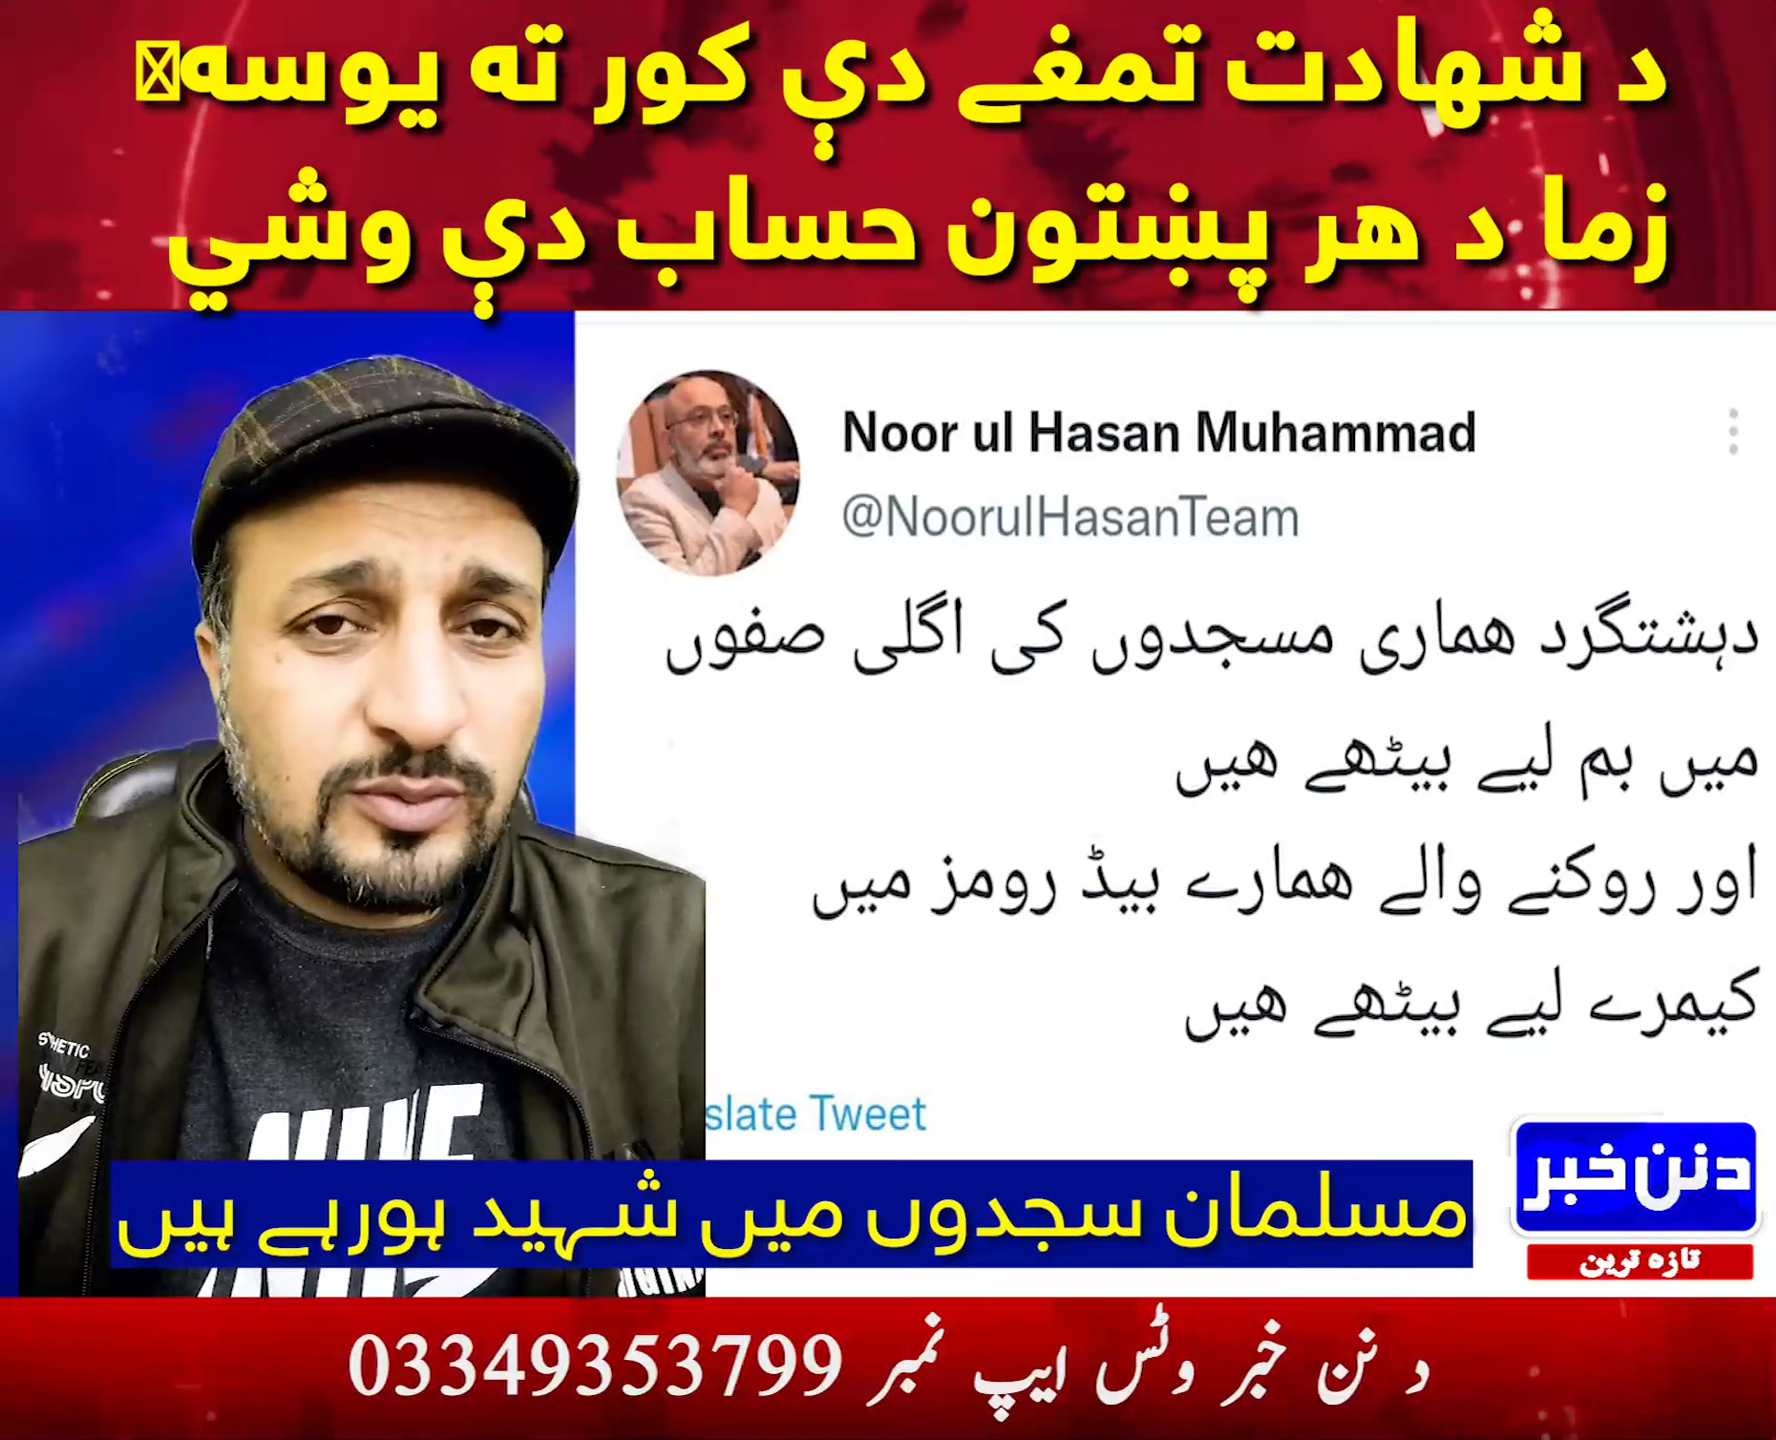 د شهادت تمغے دې کور ته یوسه
زما د هر پښتون حساب دې وشي
Noor ul Hasan Muhammad
@NoorulHasanTeam
دہشتگرد ھماری مسجدوں کی اگلی صفوں
میں بم لیے بیٹھے ھیں
اور روکنے والے ھمارے بیڈ رومز میں
کیمرے لیے بیٹھے ھیں
slate Tweet
مسلمان سجدوں میں شہید ہورہے ہیں
د نن خبر
تازہ ترین
د نن خبر وٹس ایپ نمبر 03349353799